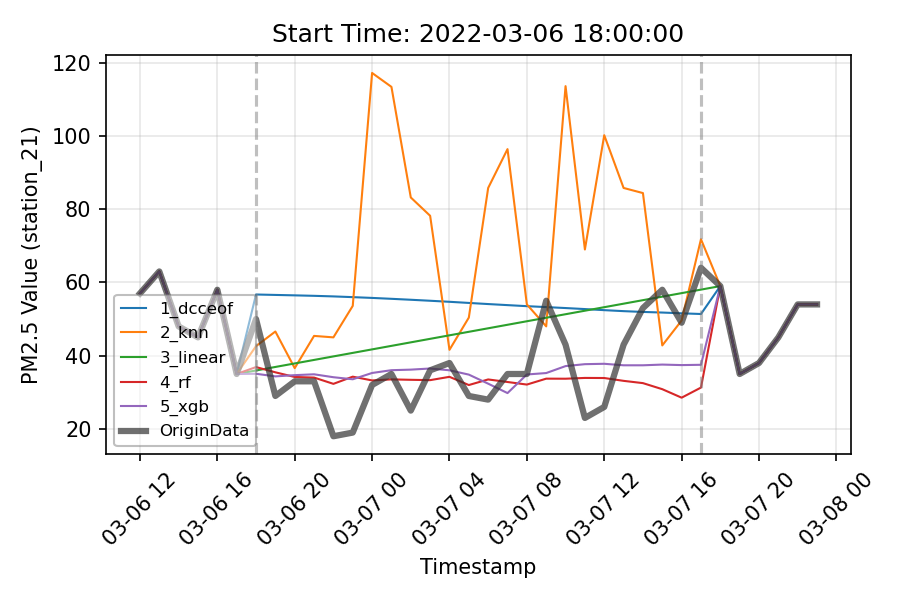 Start Time: 2022-03-06 18:00:00
PM2.5 Value (station_21)
120
100
80
60
40
20
1_dcceof
2_knn
3_linear
4_rf
5_xgb
OriginData
03-06 12
03-06 16
03-06 20
03-07 00
03-07 04
03-07 08
03-07 12
03-07 16
03-07 20
03-08 00
Timestamp